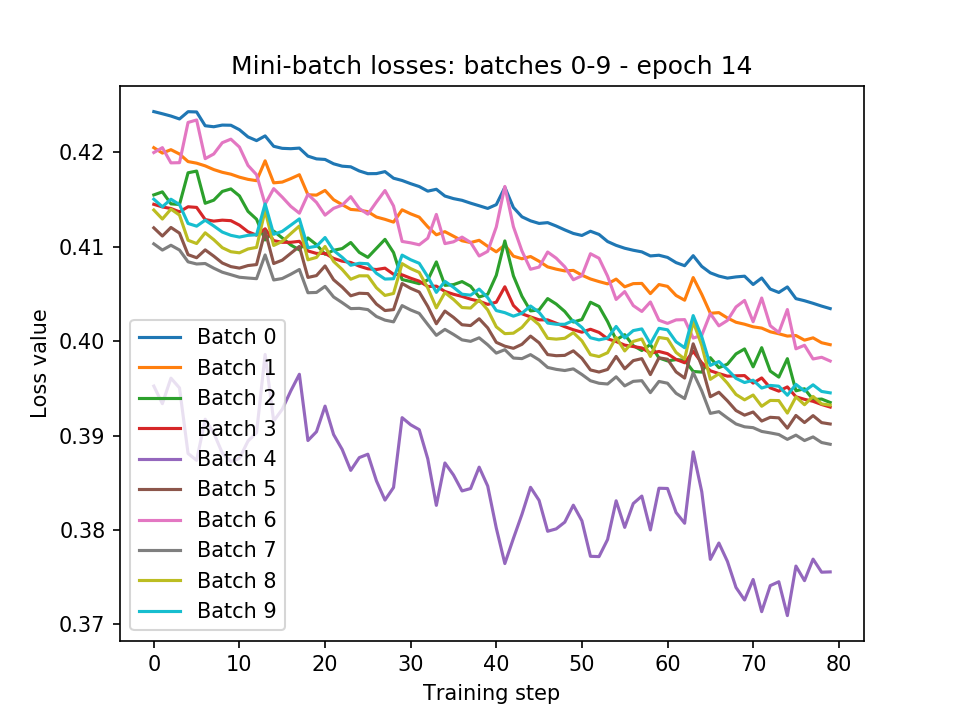 Mini-batch losses: batches 0-9 - epoch 14
Loss value
0.42
0.41
0.40
0.39
0.38
0.37
Batch 0
Batch 1
Batch 2
Batch 3
Batch 4
Batch 5
Batch 6
Batch 7
Batch 8
Batch 9
0 10 20 30 40 50 60 70 80
Training step